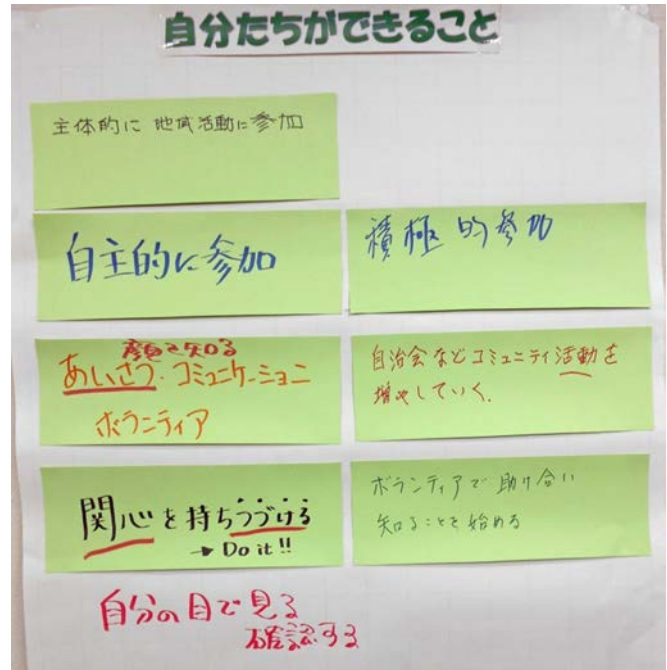 自分たちができること
主体的に 地域活動に参加
自主的に参加
積極的参加
顔を知る
あいさつ・コミュニケーション
ボランティア
自治会などコミュニティ活動を
増やしていく.
関心を持ちつづける
→ Do it!!
ボランティアで助け合い
知ることを始める
自分の目で見る
確認する